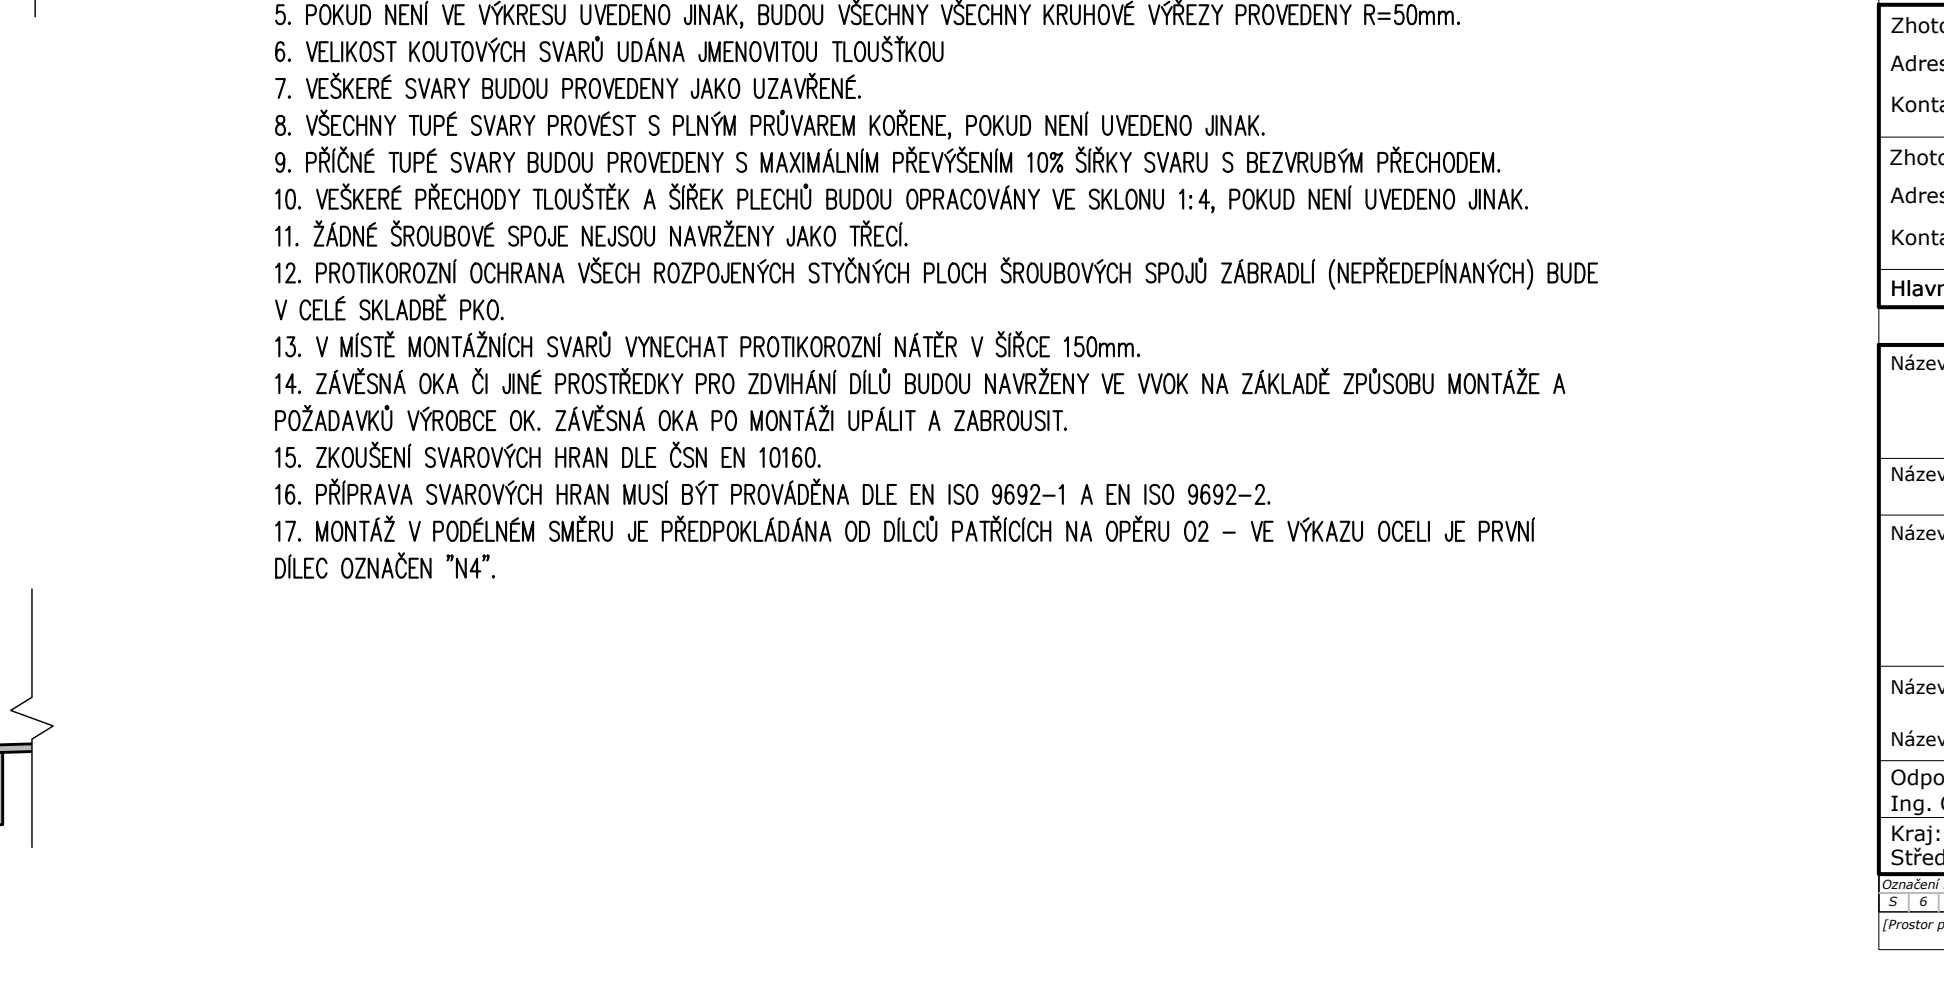 5. POKUD NENÍ VE VÝKRESU UVEDENO JINAK, BUDOU VŠECHNY VŠECHNY KRUHOVÉ VÝŘEZY PROVEDENY R=50mm.
6. VELIKOST KOUTOVÝCH SVARŮ UDÁNA JMENOVITOU TLOUŠŤKOU
7. VEŠKERÉ SVARY BUDOU PROVEDENY JAKO UZAVŘENÉ.
8. VŠECHNY TUPÉ SVARY PROVÉST S PLNÝM PRŮVAREM KOŘENE, POKUD NENÍ UVEDENO JINAK.
9. PŘÍČNÉ TUPÉ SVARY BUDOU PROVEDENY S MAXIMÁLNÍM PŘEVÝŠENÍM 10% ŠÍŘKY SVARU S BEZVRUBÝM PŘECHODEM.
10. VEŠKERÉ PŘECHODY TLOUŠTĚK A ŠÍŘEK PLECHŮ BUDOU OPRACOVÁNY VE SKLONU 1:4, POKUD NENÍ UVEDENO JINAK.
11. ŽÁDNÉ ŠROUBOVÉ SPOJE NEJSOU NAVRŽENY JAKO TŘECÍ.
12. PROTIKOROZNÍ OCHRANA VŠECH ROZPOJENÝCH STYČNÝCH PLOCH ŠROUBOVÝCH SPOJŮ ZÁBRADLÍ (NEPŘEDEPÍNANÝCH) BUDE
V CELÉ SKLADBĚ PKO.
13. V MÍSTĚ MONTÁŽNÍCH SVARŮ VYNECHAT PROTIKOROZNÍ NÁTĚR V ŠÍŘCE 150mm.
14. ZÁVĚSNÁ OKA ČI JINÉ PROSTŘEDKY PRO ZDVIHÁNÍ DÍLŮ BUDOU NAVRŽENY VE VVOK NA ZÁKLADĚ ZPŮSOBU MONTÁŽE A
POŽADAVKŮ VÝROBCE OK. ZÁVĚSNÁ OKA PO MONTÁŽI UPÁLIT A ZABROUSIT.
15. ZKOUŠENÍ SVAROVÝCH HRAN DLE ČSN EN 10160.
16. PŘÍPRAVA SVAROVÝCH HRAN MUSÍ BÝT PROVÁDĚNA DLE EN ISO 9692-1 A EN ISO 9692-2.
17. MONTÁŽ V PODÉLNÉM SMĚRU JE PŘEDPOKLÁDÁNA OD DÍLCŮ PATŘÍCÍCH NA OPĚRU O2 – VE VÝKAZU OCELI JE PRVNÍ
DÍLEC OZNAČEN "N4".
Zhoto
Adres
Konta
Zhoto
Adres
Konta
Hlavn
Název
Název
Název
Název
Název
Odpo
Ing.
Kraj:
Střed
Označení
S 6
[Prostor p